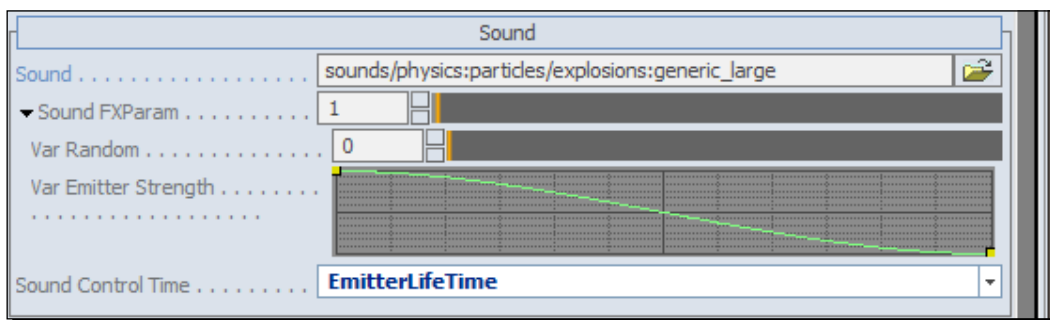 Sound
Sound . . . . . . . . . . . . . . . . . . sounds/physics:particles/explosions:generic_large
Sound FXParam . . . . . . . . . . 1
Var Random . . . . . . . . . . . . . . 0
Var Emitter Strength . . . . . . . .
. . . . . . . . . . . . . . . . . .
Sound Control Time . . . . . . . . . EmitterLifeTime